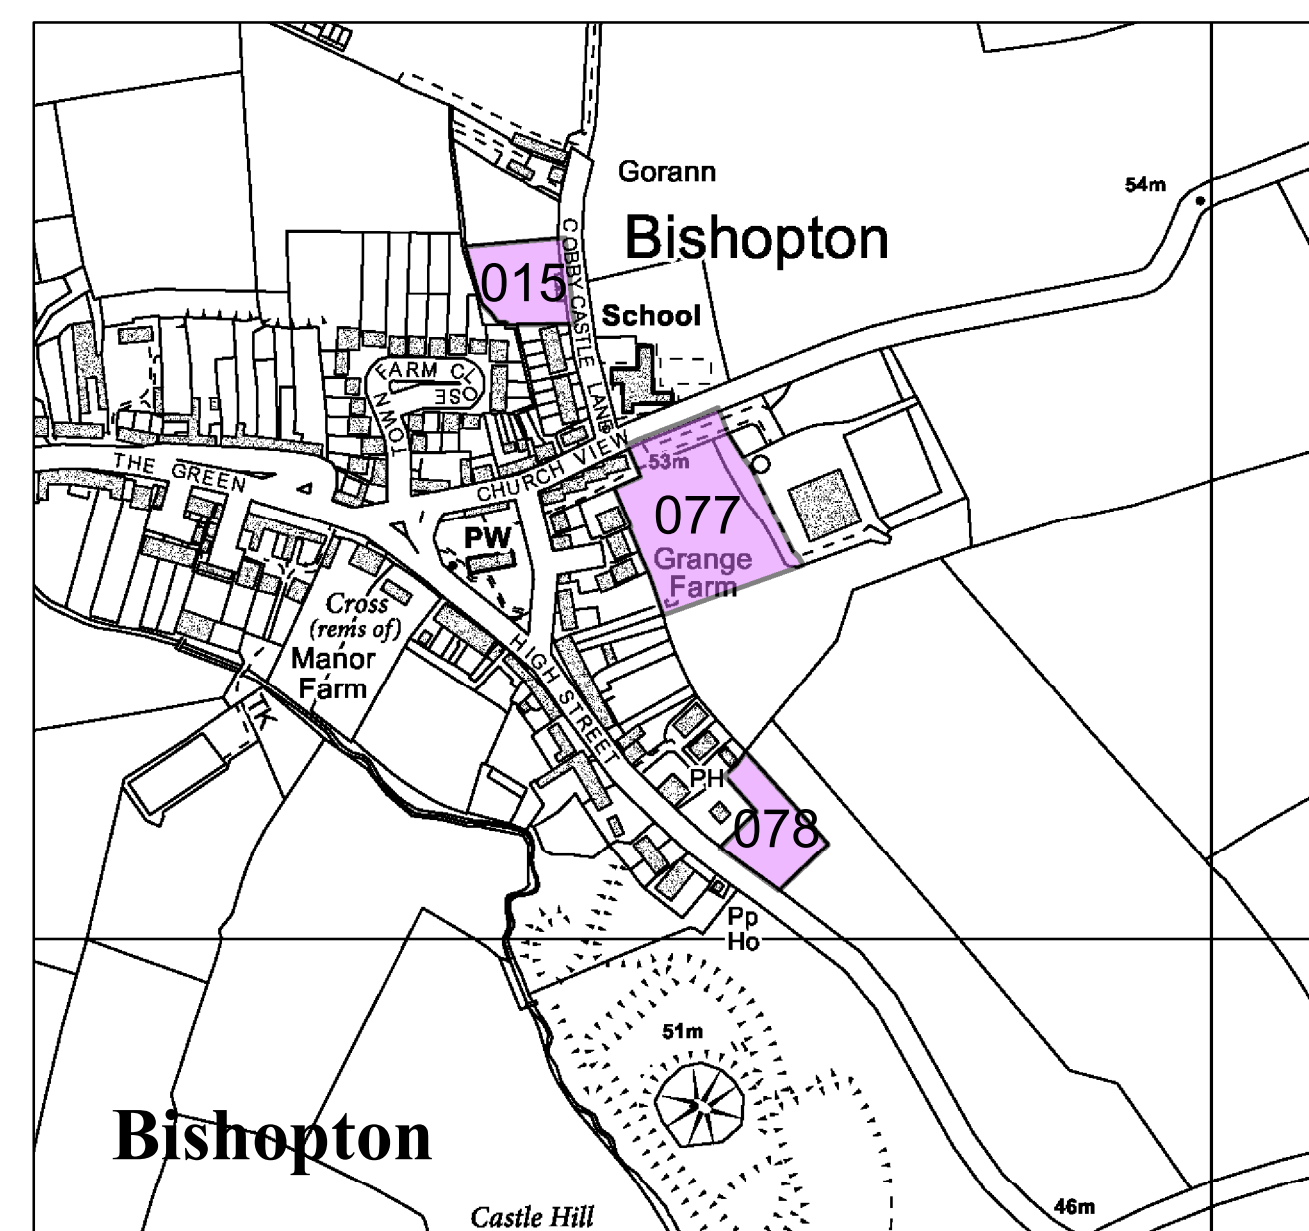 Gorann
54m
Bishopton
COBBY CASTLE LANE
015
School
FARM CLOSE
TOWN
THE GREEN
CHURCH VIEW
53m
077
PW
Grange
Farm
Cross
(rems of)
Manor
Farm
HIGH STREET
TK
PH
078
Pp
Ho
51m
Bishopton
46m
Castle Hill